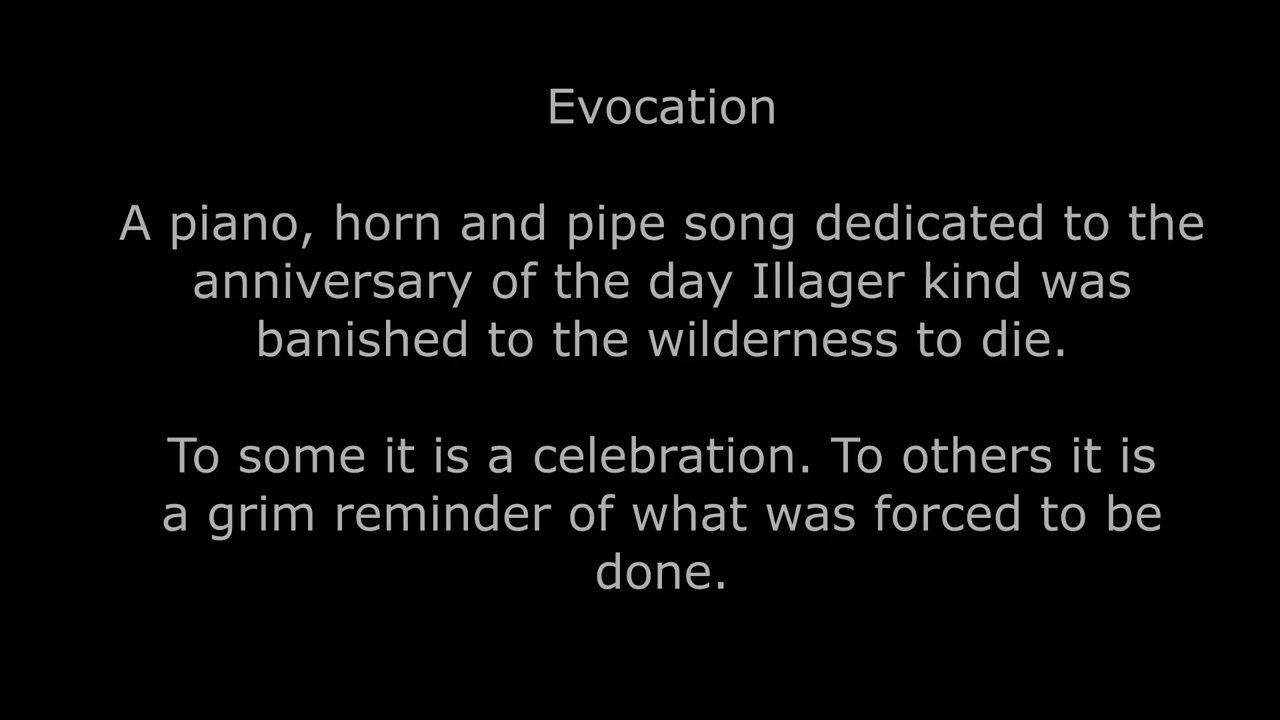 Evocation
A piano, horn and pipe song dedicated to the
anniversary of the day Illager kind was
banished to the wilderness to die.
To some it is a celebration. To others it is
a grim reminder of what was forced to be
done.